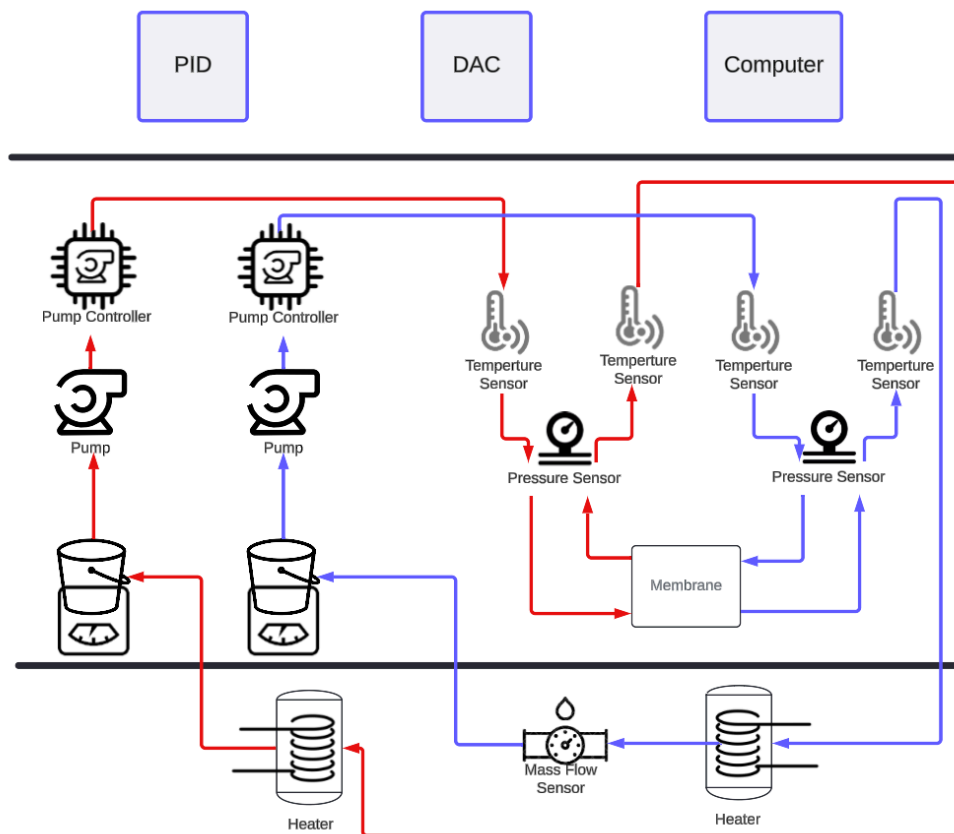 PID
DAC
Computer
Pump Controller
Pump Controller
Temperture
Sensor
Temperture
Sensor
Temperture
Sensor
Temperture
Sensor
Pump
Pump
Pressure Sensor
Pressure Sensor
Membrane
Mass Flow
Sensor
Heater
Heater